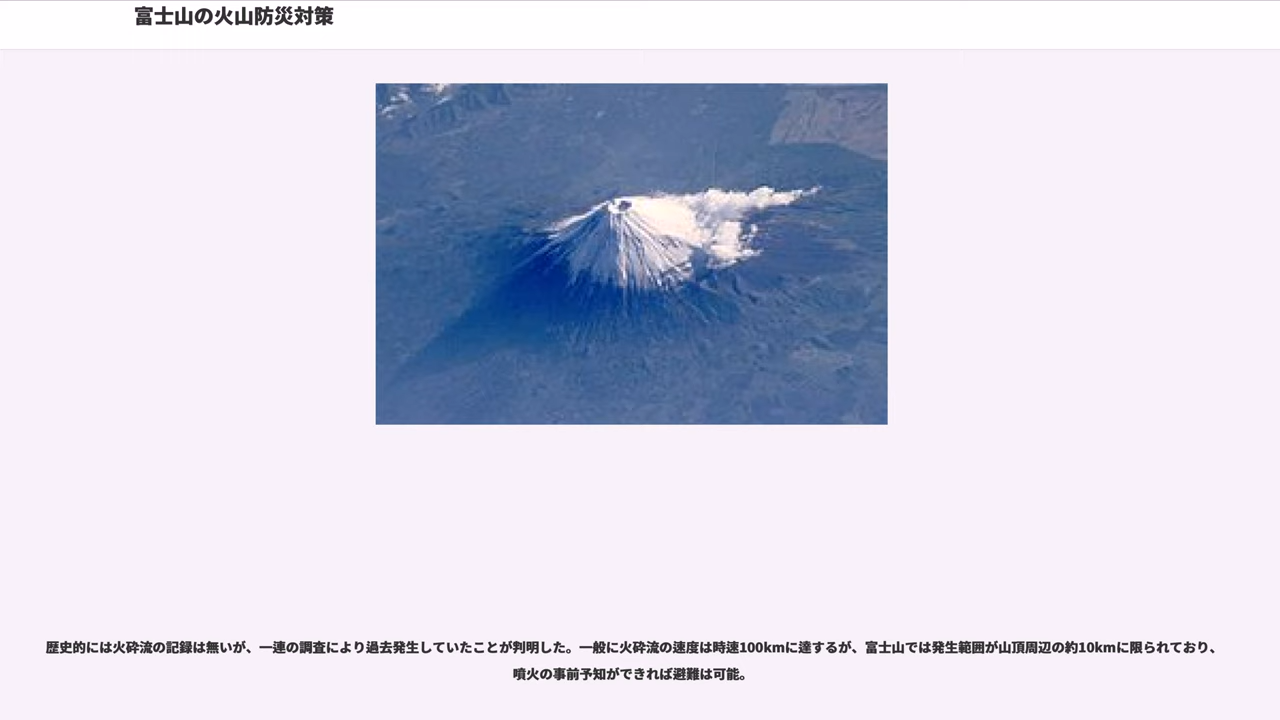 富士山の火山防災対策
歴史的には火砕流の記録は無いが、一連の調査により過去発生していたことが判明した。一般に火砕流の速度は時速100kmに達するが、富士山では発生範囲が山頂周辺の約10kmに限られており、
噴火の事前予知ができれば避難は可能。